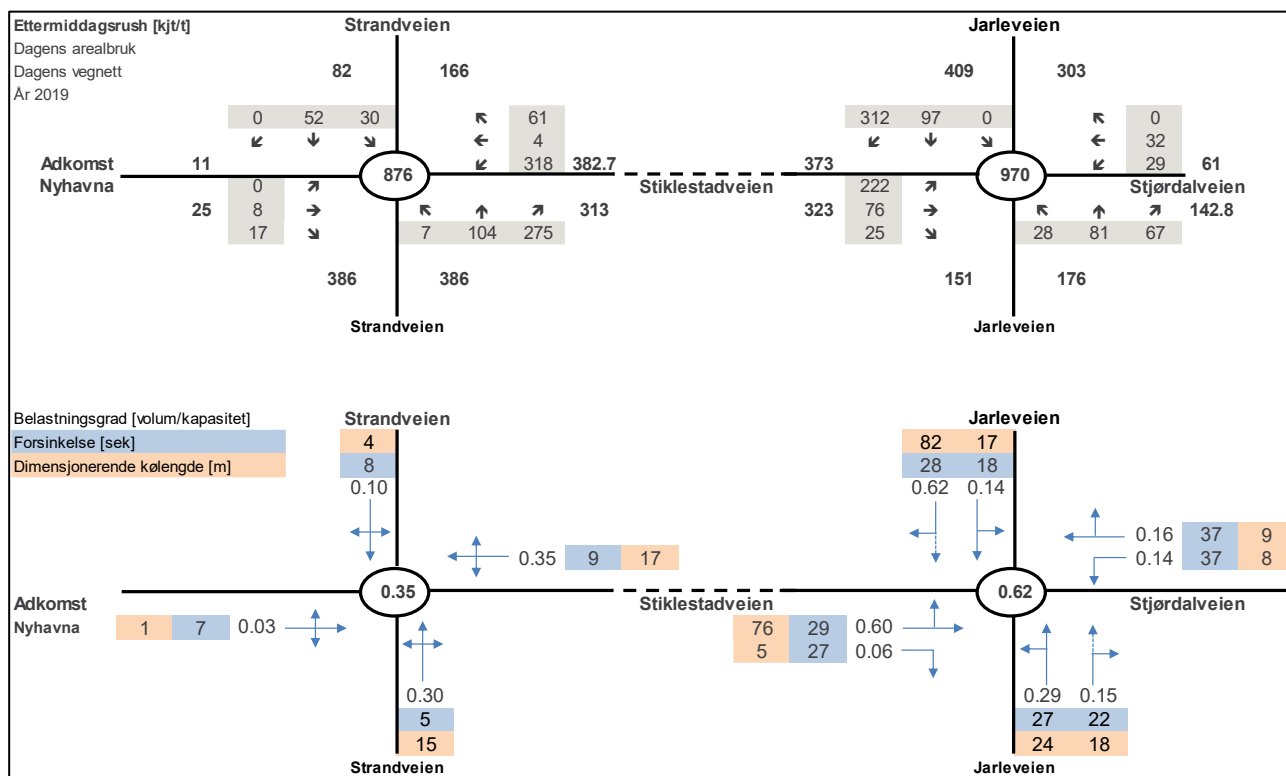 Ettermiddagsrush [kjt/t]
Strandveien
Jarleveien
Dagens arealbruk
Dagens vegnett
82 166
409 303
År 2019
0 52 30
61
312 97 0
0
4
32
Adkomst 11
876
318 382.7
373
970
29 61
Nyhavna
Stiklestadveien
Stjørdalveien
0
222
25 8
313
323 76
142.8
17
7 104 275
25
28 81 67
386 386
151 176
Strandveien
Jarleveien
Belastningsgrad [volum/kapasitet]
Strandveien
Jarleveien
Forsinkelse [sek]
4
82 17
Dimensjonerende kølengde [m]
8
28 18
0.10
0.62 0.14
0.16 37 9
0.35 9 17
0.14 37 8
0.35
0.62
Adkomst
Stiklestadveien
Stjørdalveien
Nyhavna
1 7 0.03
76 29 0.60
5 27 0.06
0.30
0.29 0.15
5
27 22
15
24 18
Strandveien
Jarleveien